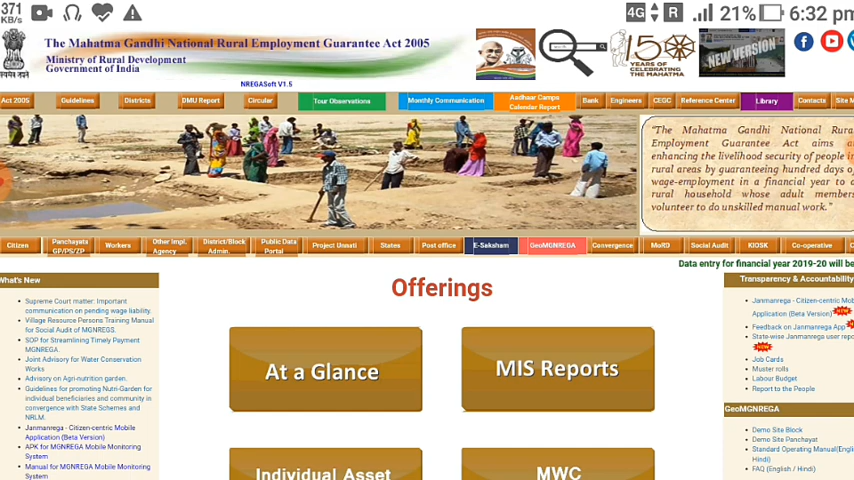 371
KB/s
4G
R
21%
6:32 pm
The Mahatma Gandhi National Rural Employment Guarantee Act 2005
Ministry of Rural Development
Government of India
NREGASoft V1.5
150
YEARS OF
CELEBRATING
THE MAHATMA
NEW VERSION
Act 2005
Guidelines
Districts
DMU Report
Circular
Tour Observations
Monthly Communication
Aadhaar Camps
Calendar Report
Bank
Engineers
CEGC
Reference Center
Library
Contacts
Site M
"The Mahatma Gandhi National Rura
Employment Guarantee Act aims a
enhancing the livelihood security of people i
rural areas by guaranteeing hundred days o
wage-employment in a financial year to
rural household whose adult members
volunteer to do unskilled manual work."
Citizen
Panchayats
GP/PS/ZP
Workers
Other Impl.
Agency
District/Block
Admin.
Public Data
Portal
Project Unnati
States
Post office
E-Saksham
GeoMGNREGA
Convergence
MoRD
Social Audit
KIOSK
Co-operative
Data entry for financial year 2019-20 will be
What's New
Supreme Court matter: Important
communication on pending wage liability.
Village Resource Persons Training Manual
for Social Audit of MGNREGS.
SOP for Streamlining Timely Payment
MGNREGA.
Joint Advisory for Water Conservation
Works
Advisory on Agri-nutrition garden.
Guidelines for promoting Nutri-Garden for
individual beneficiaries and community in
convergence with State Schemes and
NRLM.
Janmanrega - Citizen-centric Mobile
Application (Beta Version)
APK for MGNREGA Mobile Monitoring
System
Manual for MGNREGA Mobile Monitoring
System
Offerings
At a Glance
MIS Reports
Individual Asset
MWC
Transparency & Accountability
Janmanrega - Citizen-centric Mob
Application (Beta Version)
NEW
Feedback on Janmanrega App
State-wise Janmanrega user repo
NEW
Job Cards
Muster rolls
Labour Budget
Report to the People
GeoMGNREGA
Demo Site Block
Demo Site Panchayat
Standard Operating Manual(Engli
Hindi)
FAQ (English / Hindi)